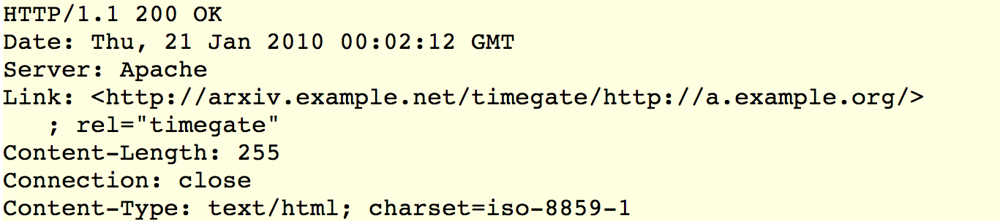 HTTP/1.1 200 OK
Date: Thu, 21 Jan 2010 00:02:12 GMT
Server: Apache
Link: <http://arxiv.example.net/timegate/http://a.example.org/>
   ; rel="timegate"
Content-Length: 255
Connection: close
Content-Type: text/html; charset=iso-8859-1